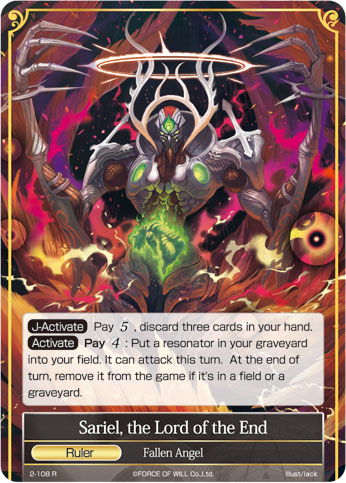 J-Activate Pay 5 , discard three cards in your hand.
Activate Pay 4 : Put a resonator in your graveyard
into your field. It can attack this turn. At the end of
turn, remove it from the game if it's in a field or a
graveyard.
Sariel, the Lord of the End
Ruler Fallen Angel
2-108 R ©FORCE OF WILL Co.,Ltd. Illust/lack